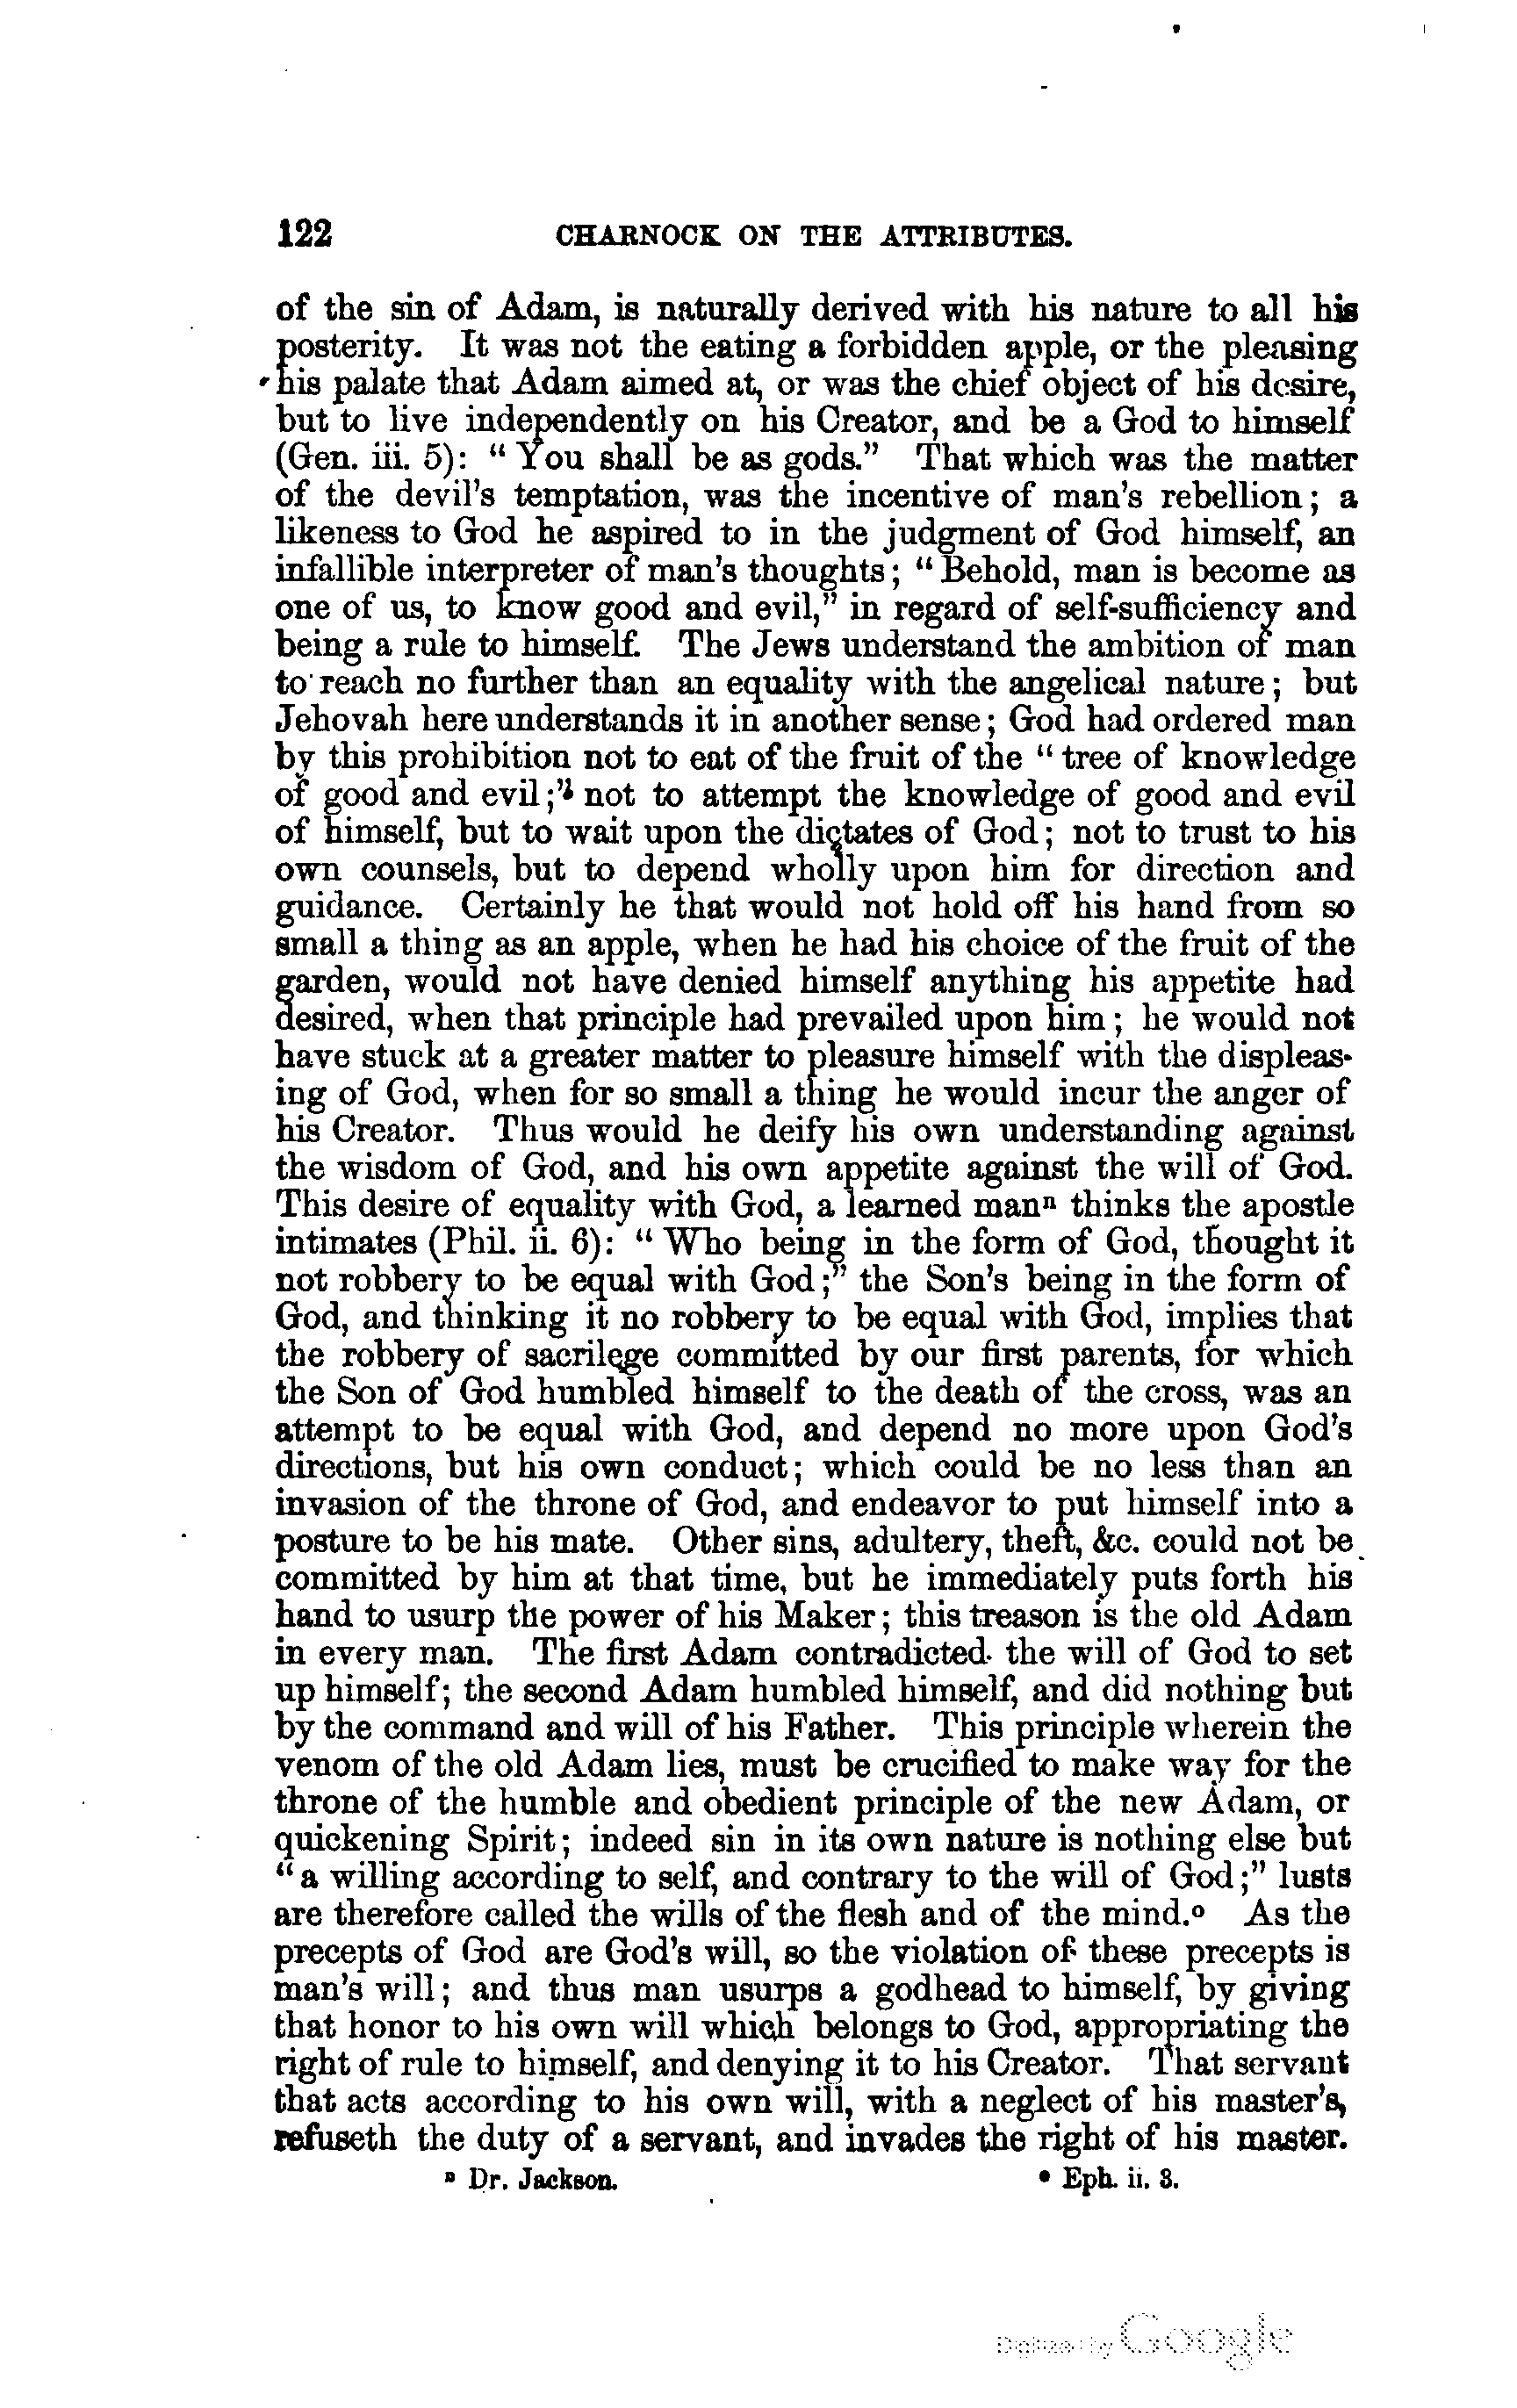 122 CHARNOCK ON THE ATTRIBUTES.
of the sin of Adam, is naturally derived with his nature to all his
posterity. It was not the eating a forbidden apple, or the pleasing
his palate that Adam aimed at, or was the chief object of his desire,
but to live independently on his Creator, and be a God to himself
(Gen. iii. 5): “You shall be as gods.” That which was the matter
of the devil’s temptation, was the incentive of man’s rebellion; a
likeness to God he aspired to in the judgment of God himself, an
infallible interpreter of man’s thoughts; “Behold, man is become as
one of us, to know good and evil,” in regard of self-sufficiency and
being a rule to himself. The Jews understand the ambition of man
to reach no further than an equality with the angelical nature; but
Jehovah here understands it in another sense; God had ordered man
by this prohibition not to eat of the fruit of the “tree of knowledge
of good and evil;” not to attempt the knowledge of good and evil
of himself, but to wait upon the dictates of God; not to trust to his
own counsels, but to depend wholly upon him for direction and
guidance. Certainly he that would not hold off his hand from so
small a thing as an apple, when he had his choice of the fruit of the
garden, would not have denied himself anything his appetite had
desired, when that principle had prevailed upon him; he would not
have stuck at a greater matter to pleasure himself with the displeas-
ing of God, when for so small a thing he would incur the anger of
his Creator. Thus would he deify his own understanding against
the wisdom of God, and his own appetite against the will of God.
This desire of equality with God, a learned manⁿ thinks the apostle
intimates (Phil. ii. 6): “Who being in the form of God, thought it
not robbery to be equal with God;” the Son’s being in the form of
God, and thinking it no robbery to be equal with God, implies that
the robbery of sacrilege committed by our first parents, for which
the Son of God humbled himself to the death of the cross, was an
attempt to be equal with God, and depend no more upon God’s
directions, but his own conduct; which could be no less than an
invasion of the throne of God, and endeavor to put himself into a
posture to be his mate. Other sins, adultery, theft, &c. could not be
committed by him at that time, but he immediately puts forth his
hand to usurp the power of his Maker; this treason is the old Adam
in every man. The first Adam contradicted the will of God to set
up himself; the second Adam humbled himself, and did nothing but
by the command and will of his Father. This principle wherein the
venom of the old Adam lies, must be crucified to make way for the
throne of the humble and obedient principle of the new Adam, or
quickening Spirit; indeed sin in its own nature is nothing else but
“a willing according to self, and contrary to the will of God;” lusts
are therefore called the wills of the flesh and of the mind.º As the
precepts of God are God’s will, so the violation of these precepts is
man’s will; and thus man usurps a godhead to himself, by giving
that honor to his own will which belongs to God, appropriating the
right of rule to himself, and denying it to his Creator. That servant
that acts according to his own will, with a neglect of his master’s,
refuseth the duty of a servant, and invades the right of his master.
ⁿ Dr. Jackson. º Eph. ii. 3.
Digitized by Google